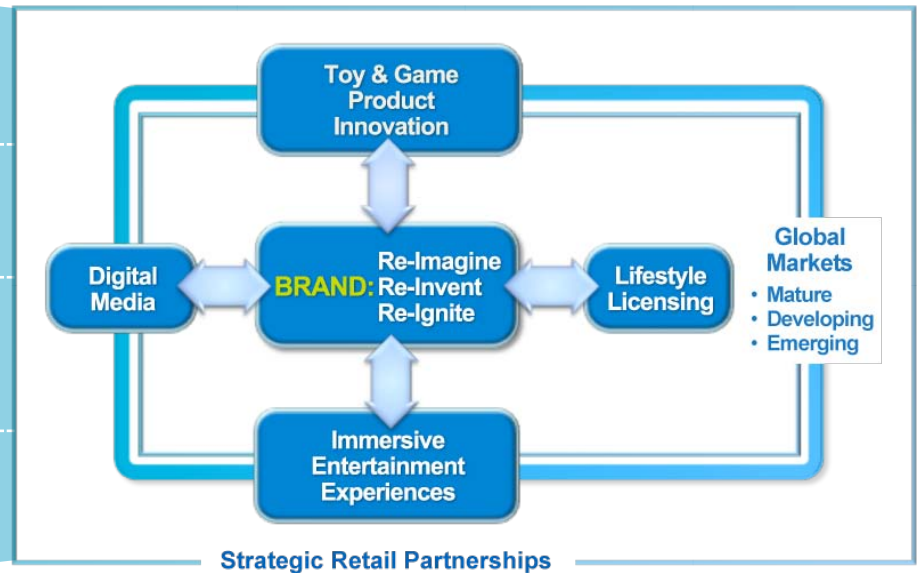 Toy & Game
Product
Innovation
Digital
Media
BRAND:
Re-Imagine
Re-Invent
Re-Ignite
Lifestyle
Licensing
Global
Markets
• Mature
• Developing
• Emerging
Immersive
Entertainment
Experiences
Strategic Retail Partnerships